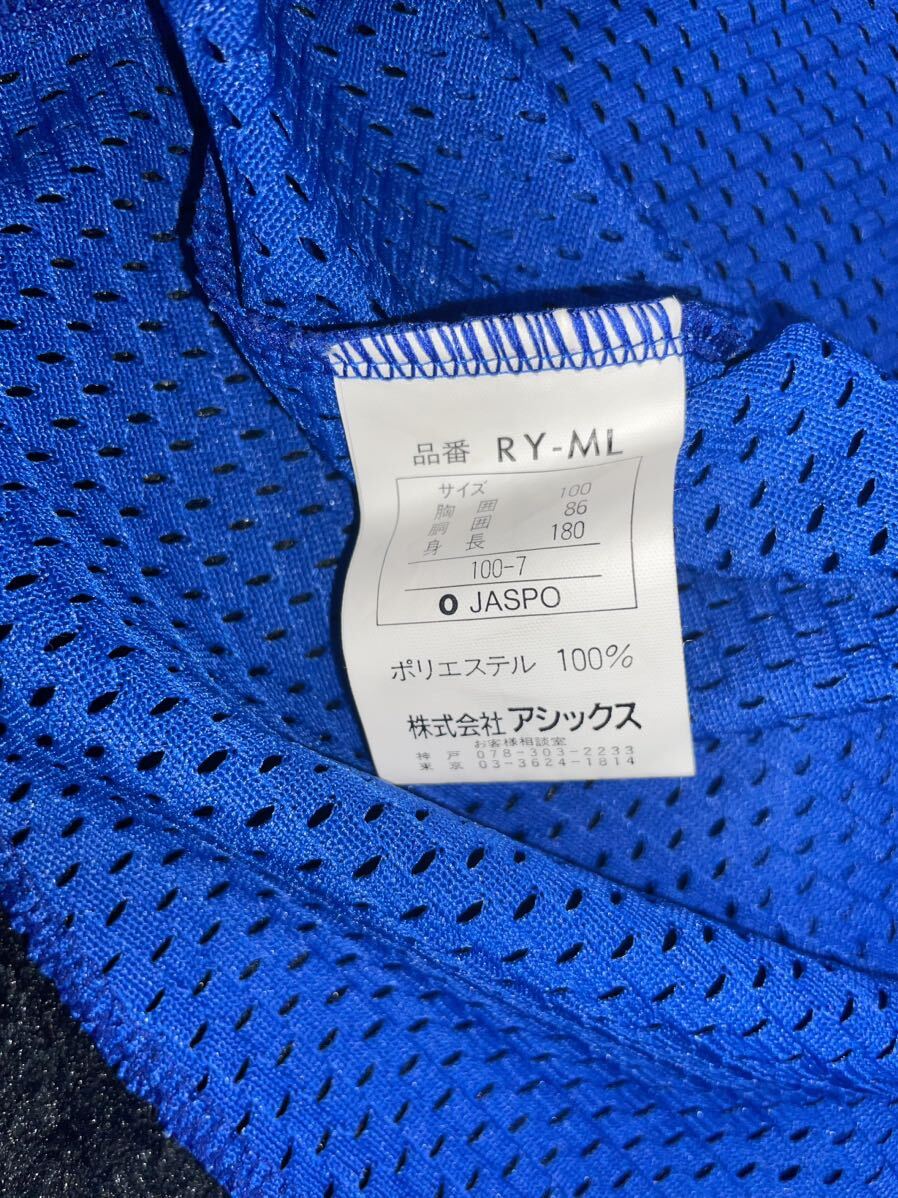 品番 RY-ML
サイズ
胸囲 100
胴囲 86
身長 180
100-7
O JASPO
ポリエステル 100%
株式会社アシックス
お客様相談室
神戸 078-303-2233
東京 03-3624-1814